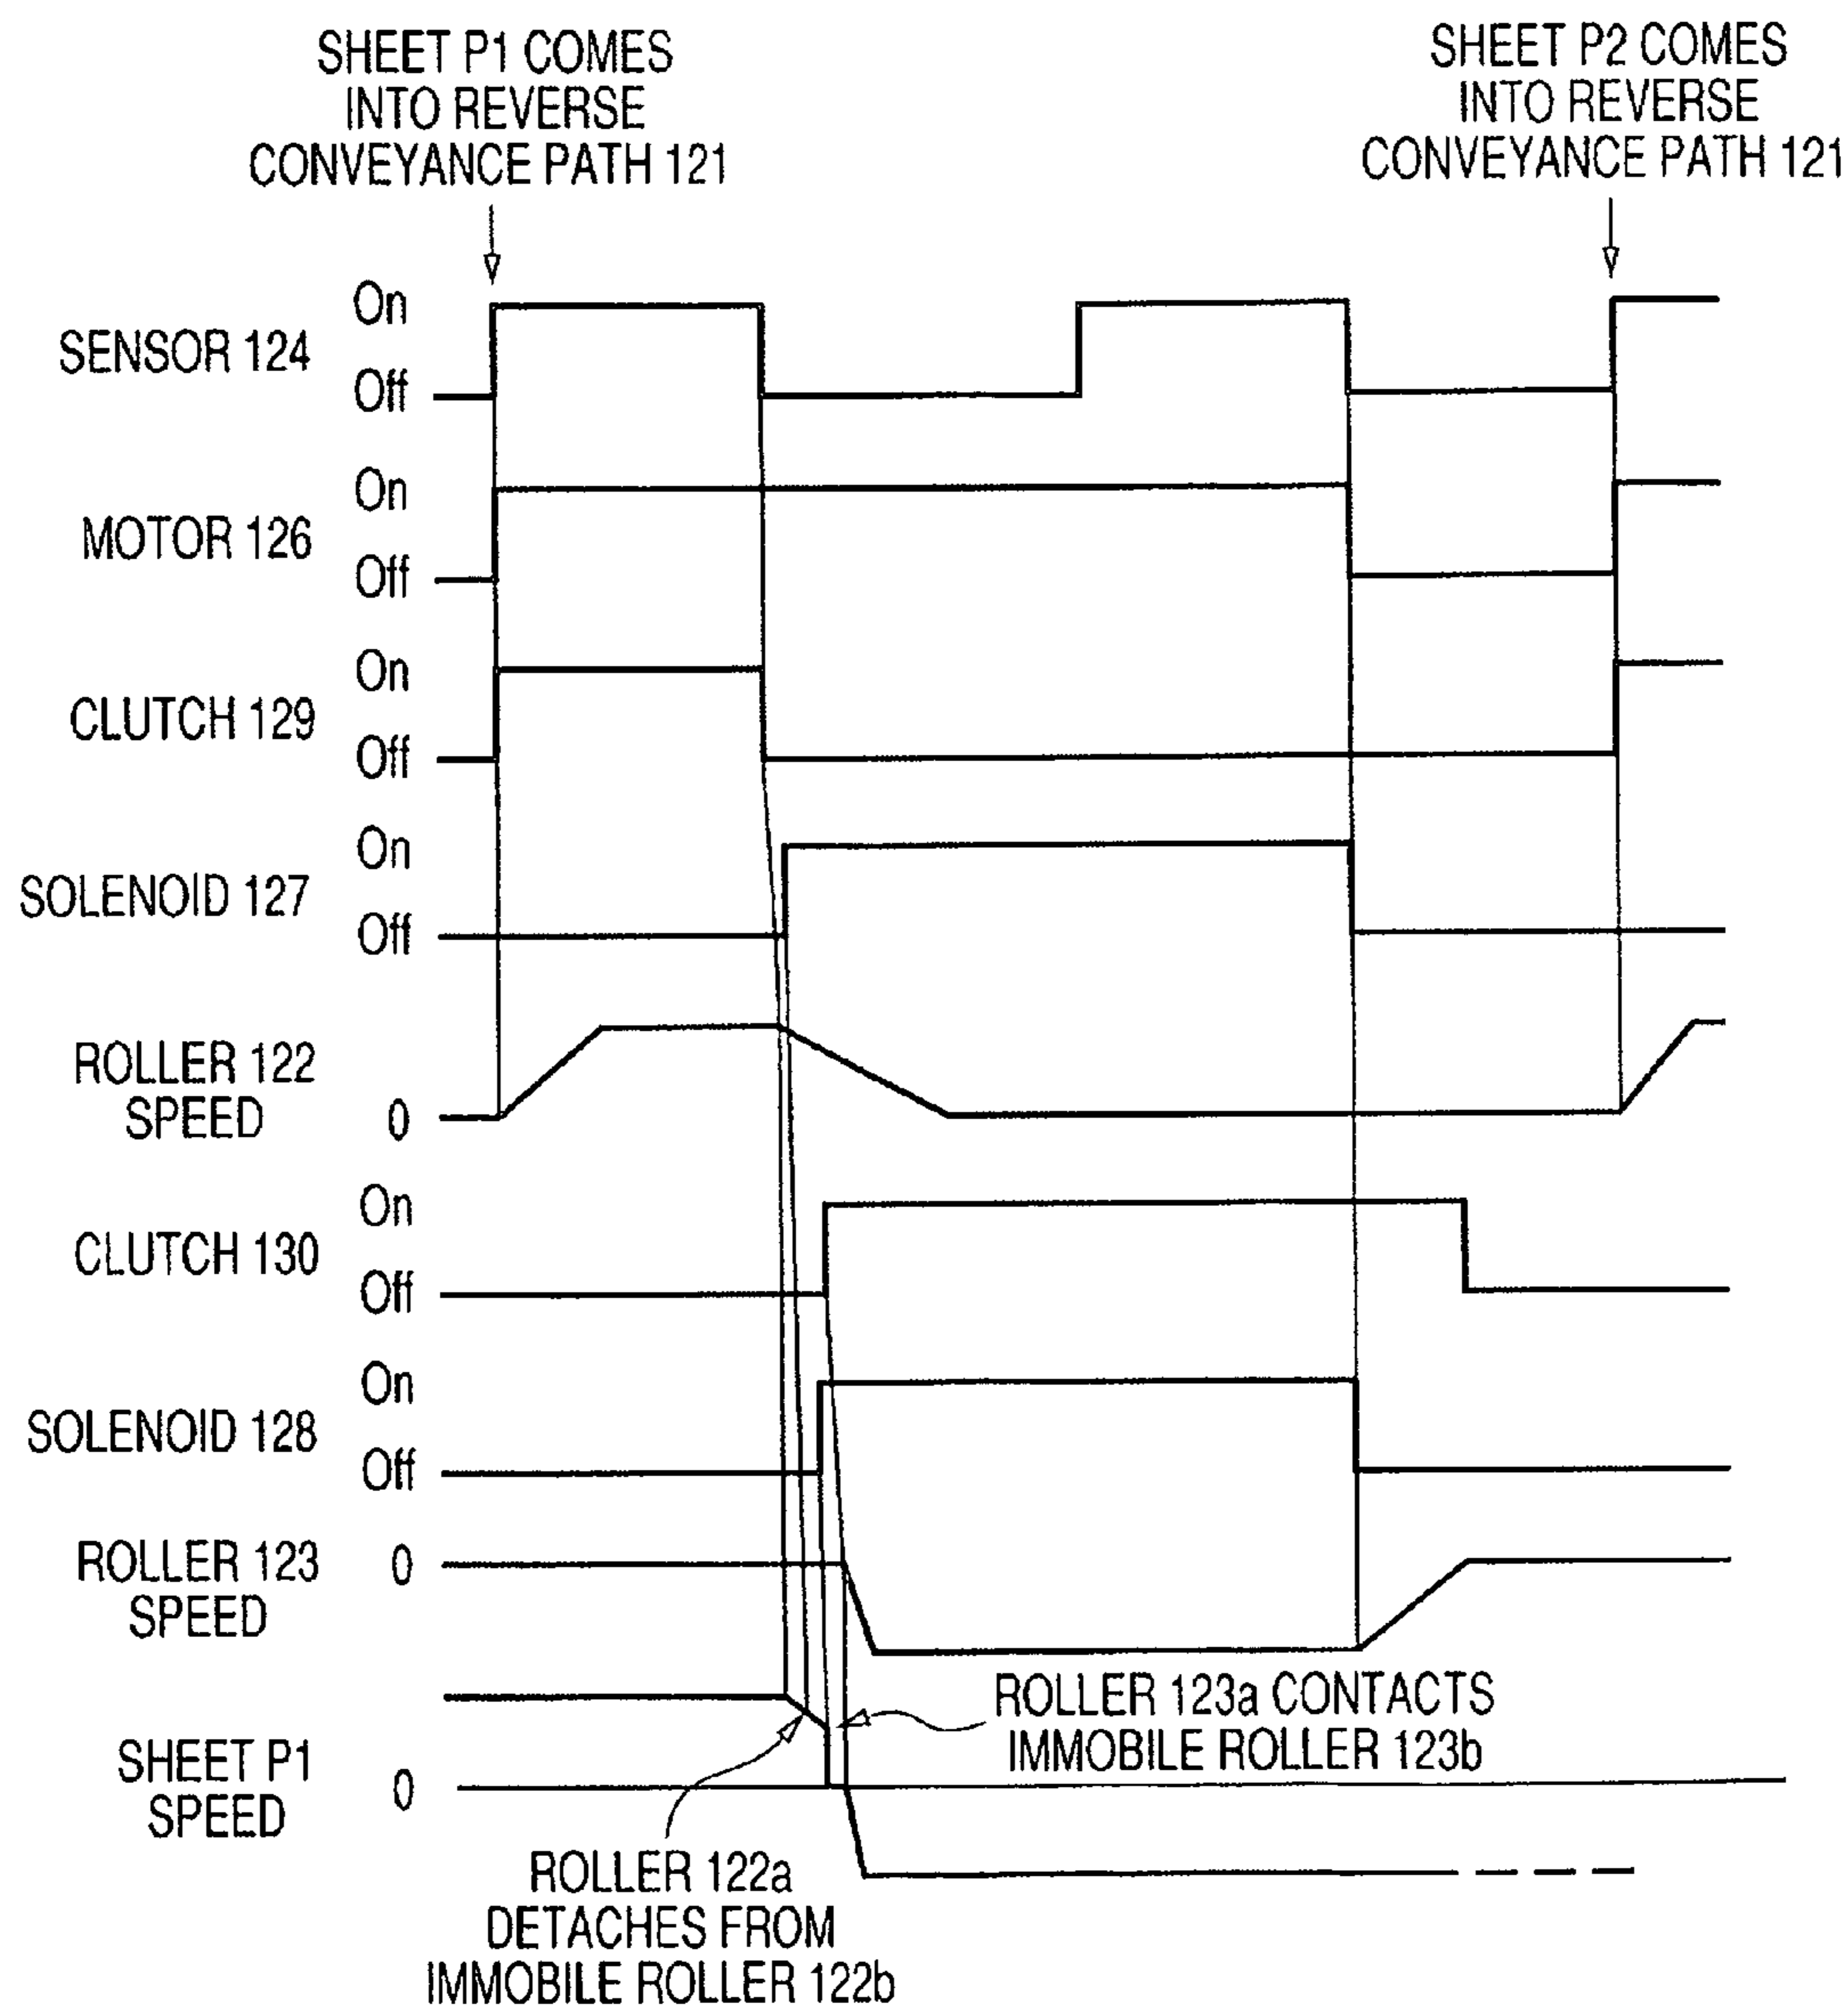 SHEET P1 COMES
INTO REVERSE
CONVEYANCE PATH 121
SHEET P2 COMES
INTO REVERSE
CONVEYANCE PATH 121
SENSOR 124
On
Off
MOTOR 126
On
Off
CLUTCH 129
On
Off
SOLENOID 127
On
Off
ROLLER 122
SPEED
0
CLUTCH 130
On
Off
SOLENOID 128
On
Off
ROLLER 123
SPEED
0
ROLLER 123a CONTACTS
IMMOBILE ROLLER 123b
SHEET P1
SPEED
0
ROLLER 122a
DETACHES FROM
IMMOBILE ROLLER 122b